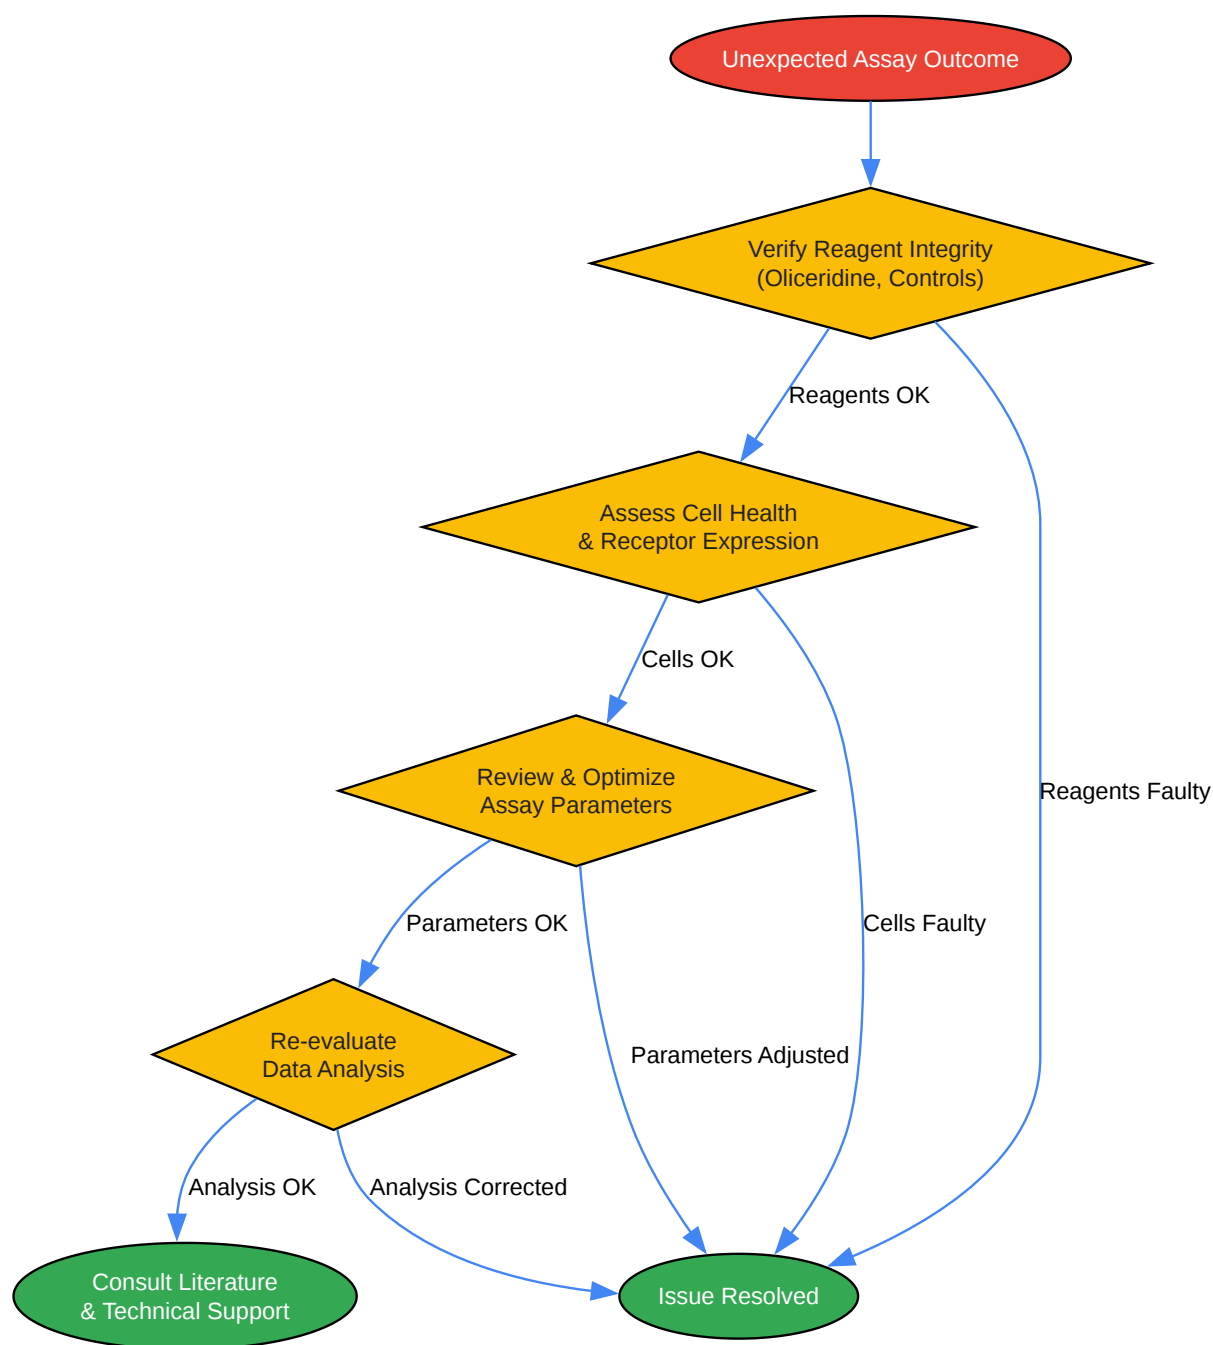 Unexpected Assay Outcome
Verify Reagent Integrity
(Oliceridine, Controls)
Reagents OK
Assess Cell Health
& Receptor Expression
Cells OK
Review & Optimize
Assay Parameters
Reagents Faulty
Parameters OK
Cells Faulty
Re-evaluate
Data Analysis
Parameters Adjusted
Analysis OK
Analysis Corrected
Consult Literature
& Technical Support
Issue Resolved